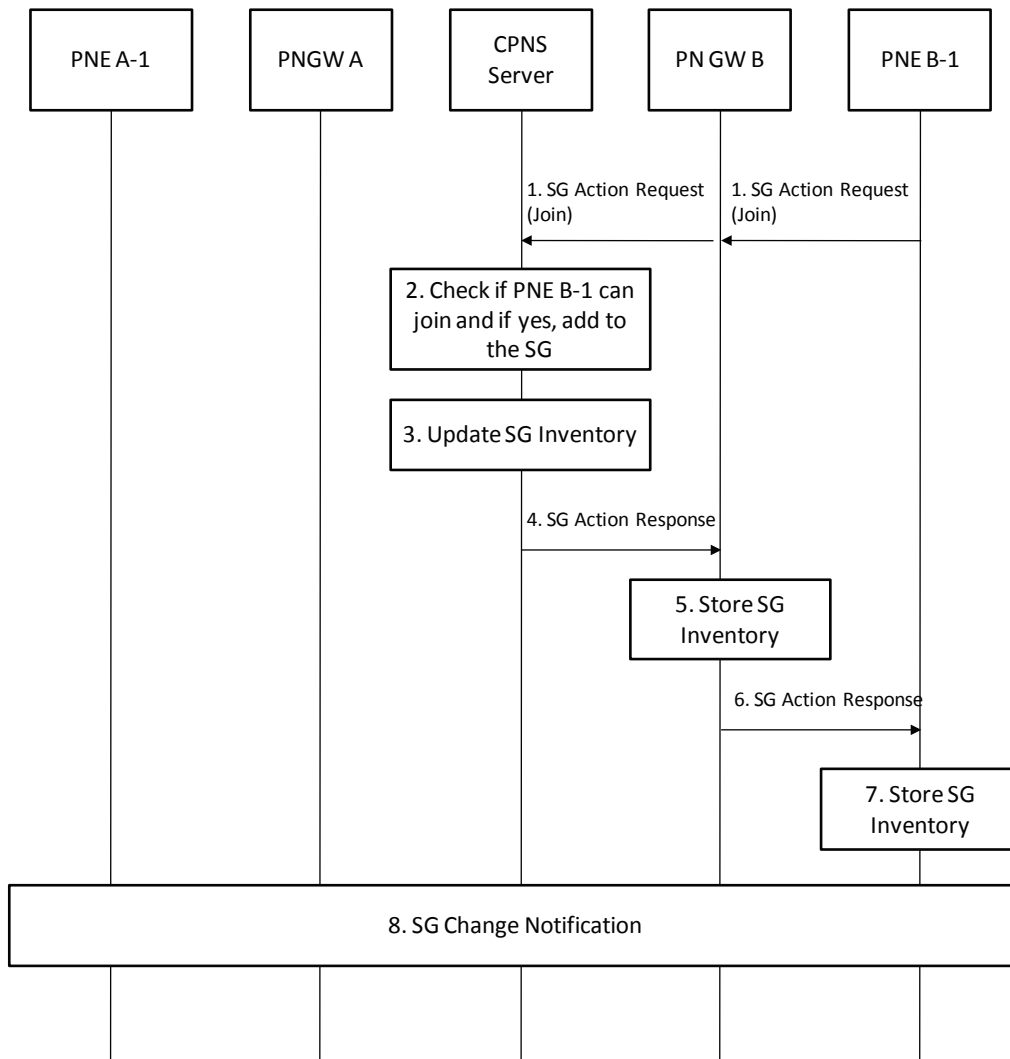 PNE A-1
PNGW A
CPNS
Server
PN GW B
PNE B-1
1. SG Action Request
(Join)
1. SG Action Request
(Join)
2. Check if PNE B-1 can
join and if yes, add to
the SG
3. Update SG Inventory
4. SG Action Response
5. Store SG
Inventory
6. SG Action Response
7. Store SG
Inventory
8. SG Change Notification